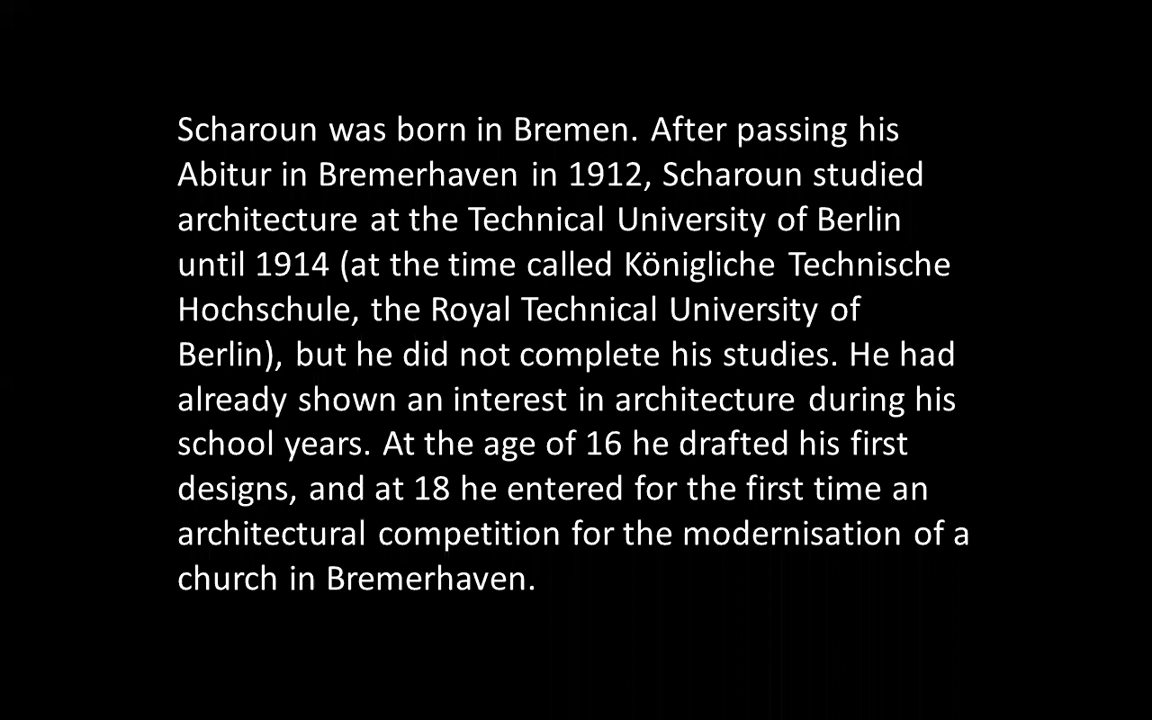 Scharoun was born in Bremen. After passing his
Abitur in Bremerhaven in 1912, Scharoun studied
architecture at the Technical University of Berlin
until 1914 (at the time called Königliche Technische
Hochschule, the Royal Technical University of
Berlin), but he did not complete his studies. He had
already shown an interest in architecture during his
school years. At the age of 16 he drafted his first
designs, and at 18 he entered for the first time an
architectural competition for the modernisation of a
church in Bremerhaven.